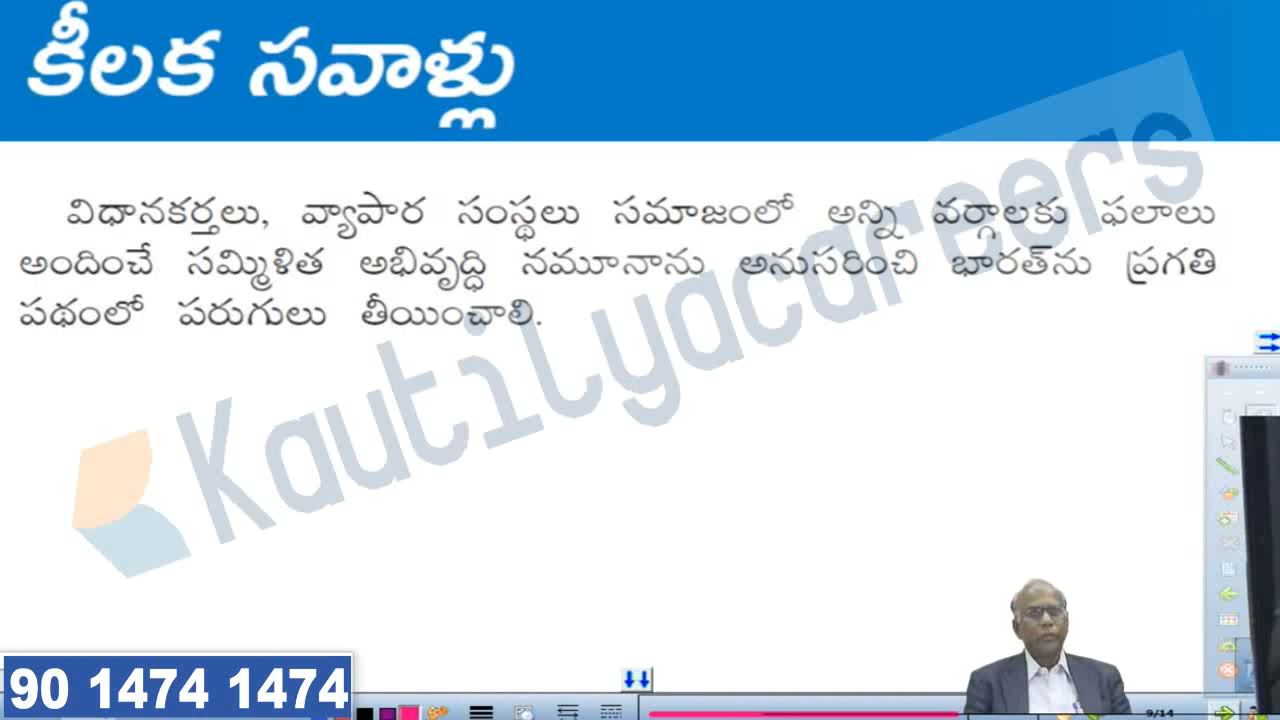 కీలక సవాళ్లు
విధానకర్తలు, వ్యాపార సంస్థలు సమాజంలో అన్ని వర్గాలకు ఫలాలు
అందించే సమ్మిళిత అభివృద్ధి నమూనాను అనుసరించి భారత్‌ను ప్రగతి
పథంలో పరుగులు తీయించాలి.
Kautilyacareers
90 1474 1474
9/14